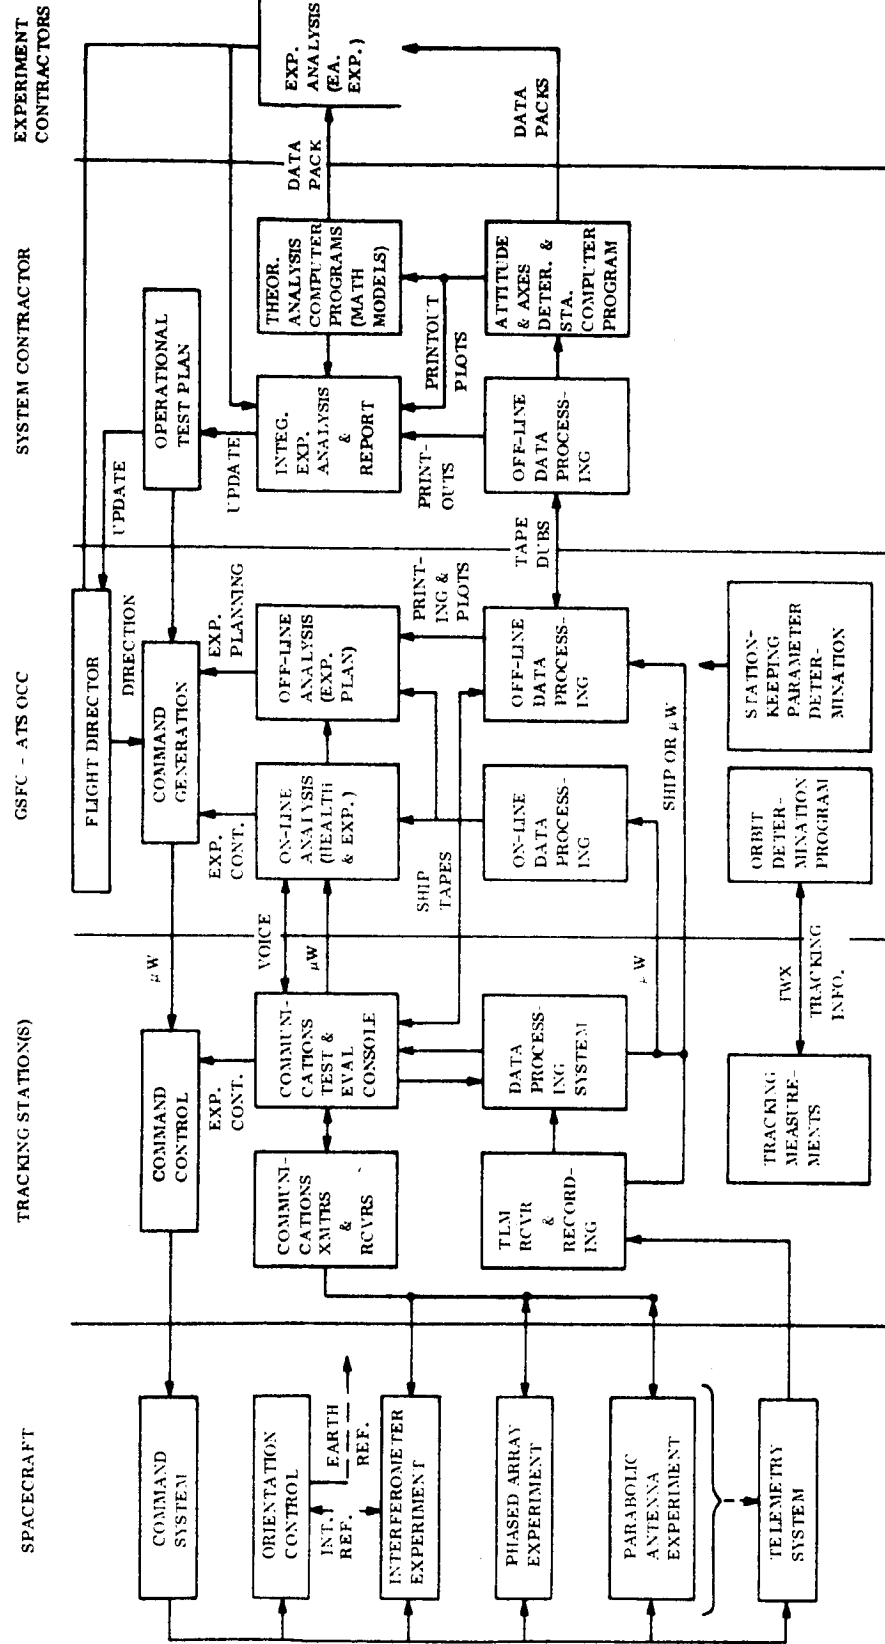 SPACECRAFT
TRACKING STATION(S)
GSFC - ATS OCC
SYSTEM CONTRACTOR
EXPERIMENT
CONTRACTORS
FLIGHT DIRECTOR
UPDATE
DIRECTION
COMMAND
SYSTEM
COMMAND
CONTROL
μW
COMMAND
GENERATION
OPERATIONAL
TEST PLAN
EXP.
CONT.
EXP.
CONT.
EXP.
PLANNING
UPDATE
ORIENTATION
CONTROL
INT.
REF.
EARTH
REF.
COMMUNI-
CATIONS
XMTRS
&
RCVRS
COMMUNI-
CATIONS
TEST &
EVAL
CONSOLE
VOICE
μW
ON-LINE
ANALYSIS
(HEALTH
& EXP.)
OFF-LINE
ANALYSIS
(EXP.
PLAN)
INTEG.
EXP.
ANALYSIS
&
REPORT
THEOR.
ANALYSIS
COMPUTER
PROGRAMS
(MATH
MODELS)
DATA
PACK
EXP.
ANALYSIS
(EA.
EXP.)
INTERFEROMETER
EXPERIMENT
SHIP
TAPES
PRINT-
ING &
PLOTS
PRINT-
OUTS
PRINTOUT
PLOTS
PHASED ARRAY
EXPERIMENT
TLM
RCVR
&
RECORD-
ING
DATA
PROCESS-
ING
SYSTEM
ON-LINE
DATA
PROCESS-
ING
OFF-LINE
DATA
PROCESS-
ING
TAPE
DUBS
OFF-LINE
DATA
PROCESS-
ING
ATTITUDE
& AXES
DETER. &
STA.
COMPUTER
PROGRAM
DATA
PACKS
PARABOLIC
ANTENNA
EXPERIMENT
μW
SHIP OR μW
TELEMETRY
SYSTEM
TRACKING
MEASURE-
MENTS
TWX
TRACKING
INFO.
ORBIT
DETER-
MINATION
PROGRAM
STATION-
KEEPING
PARAMETER
DETER-
MINATION